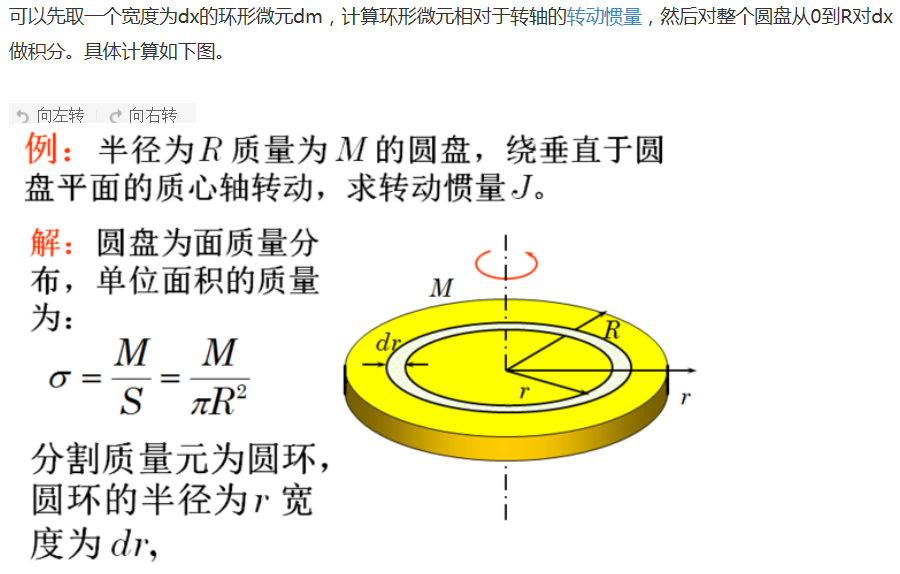 可以先取一个宽度为dx的环形微元dm，计算环形微元相对于转轴的转动惯量，然后对整个圆盘从0到R对dx
做积分。具体计算如下图。
向左转 向右转
例：半径为R 质量为 M 的圆盘，绕垂直于圆
盘平面的质心轴转动，求转动惯量 J。
解：圆盘为面质量分
布，单位面积的质量
为：
σ = M/S = M/πR²
分割质量元为圆环，
圆环的半径为r 宽
度为 dr,
M
dr
R
r
r